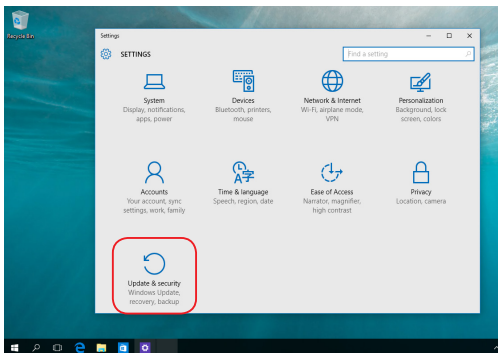 Recycle Bin
Settings
SETTINGS
Find a setting
System
Display, notifications,
apps, power
Devices
Bluetooth, printers,
mouse
Network & Internet
Wi-Fi, airplane mode,
VPN
Personalization
Background, lock
screen, colors
Accounts
Your account, sync
settings, work, family
Time & language
Speech, region, date
Ease of Access
Narrator, magnifier,
high contrast
Privacy
Location, camera
Update & security
Windows Update,
recovery, backup